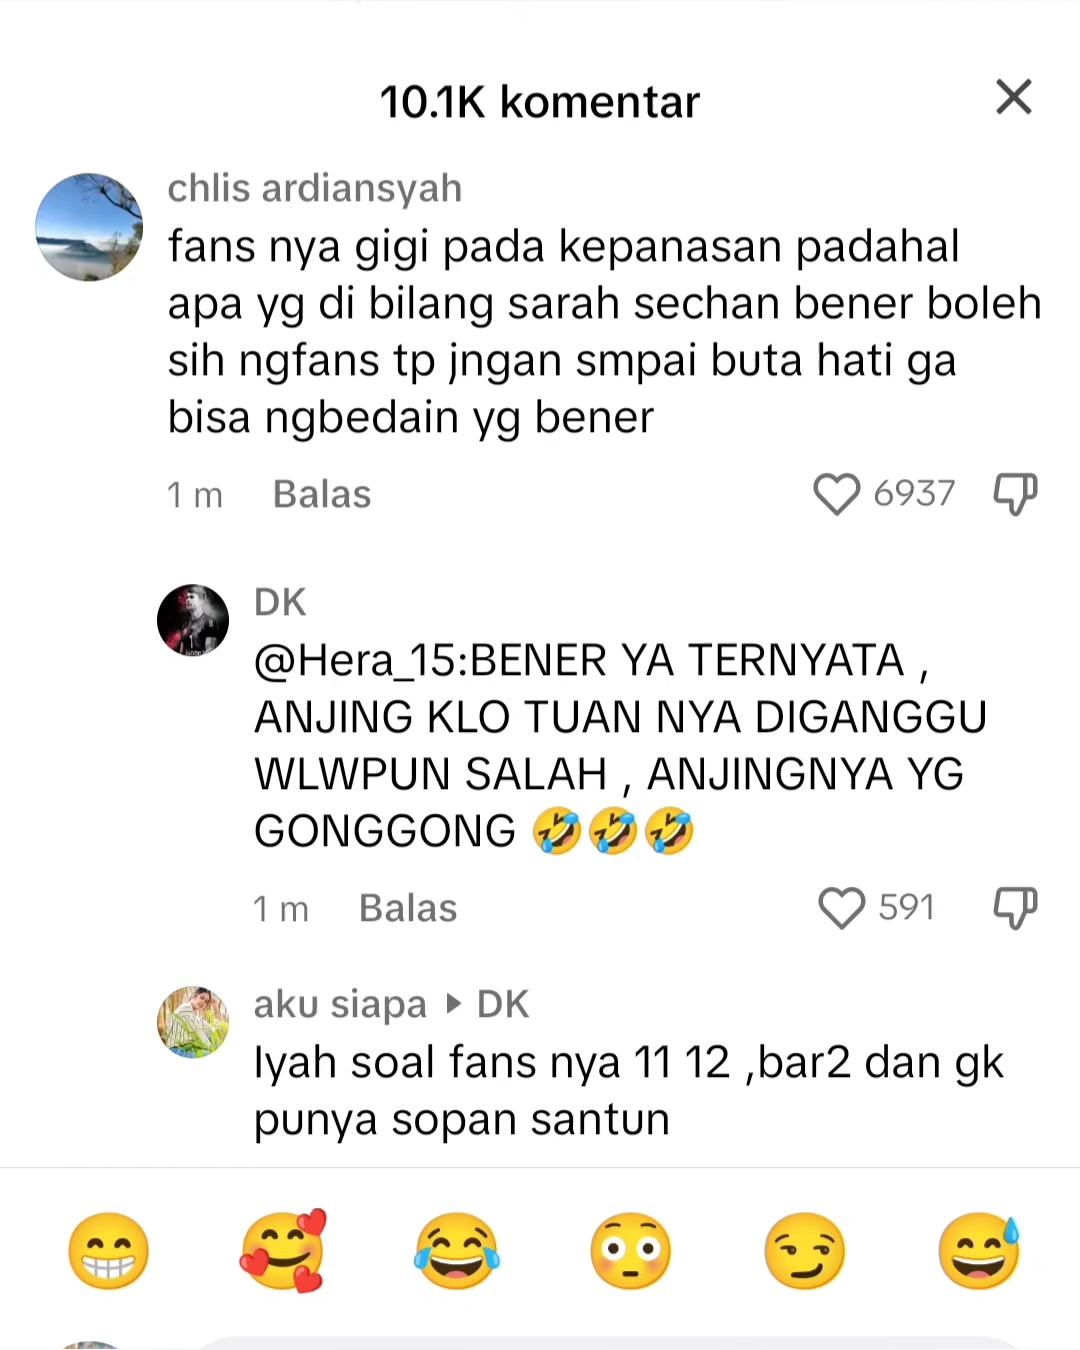 10.1K komentar
chlis ardiansyah
fans nya gigi pada kepanasan padahal
apa yg di bilang sarah sechan bener boleh
sih ngfans tp jngan smpai buta hati ga
bisa ngbedain yg bener
1 m Balas 6937
DK
@Hera_15:BENER YA TERNYATA ,
ANJING KLO TUAN NYA DIGANGGU
WLWPUN SALAH , ANJINGNYA YG
GONGGONG 🤣🤣🤣
1 m Balas 591
aku siapa ▸ DK
Iyah soal fans nya 11 12 ,bar2 dan gk
punya sopan santun